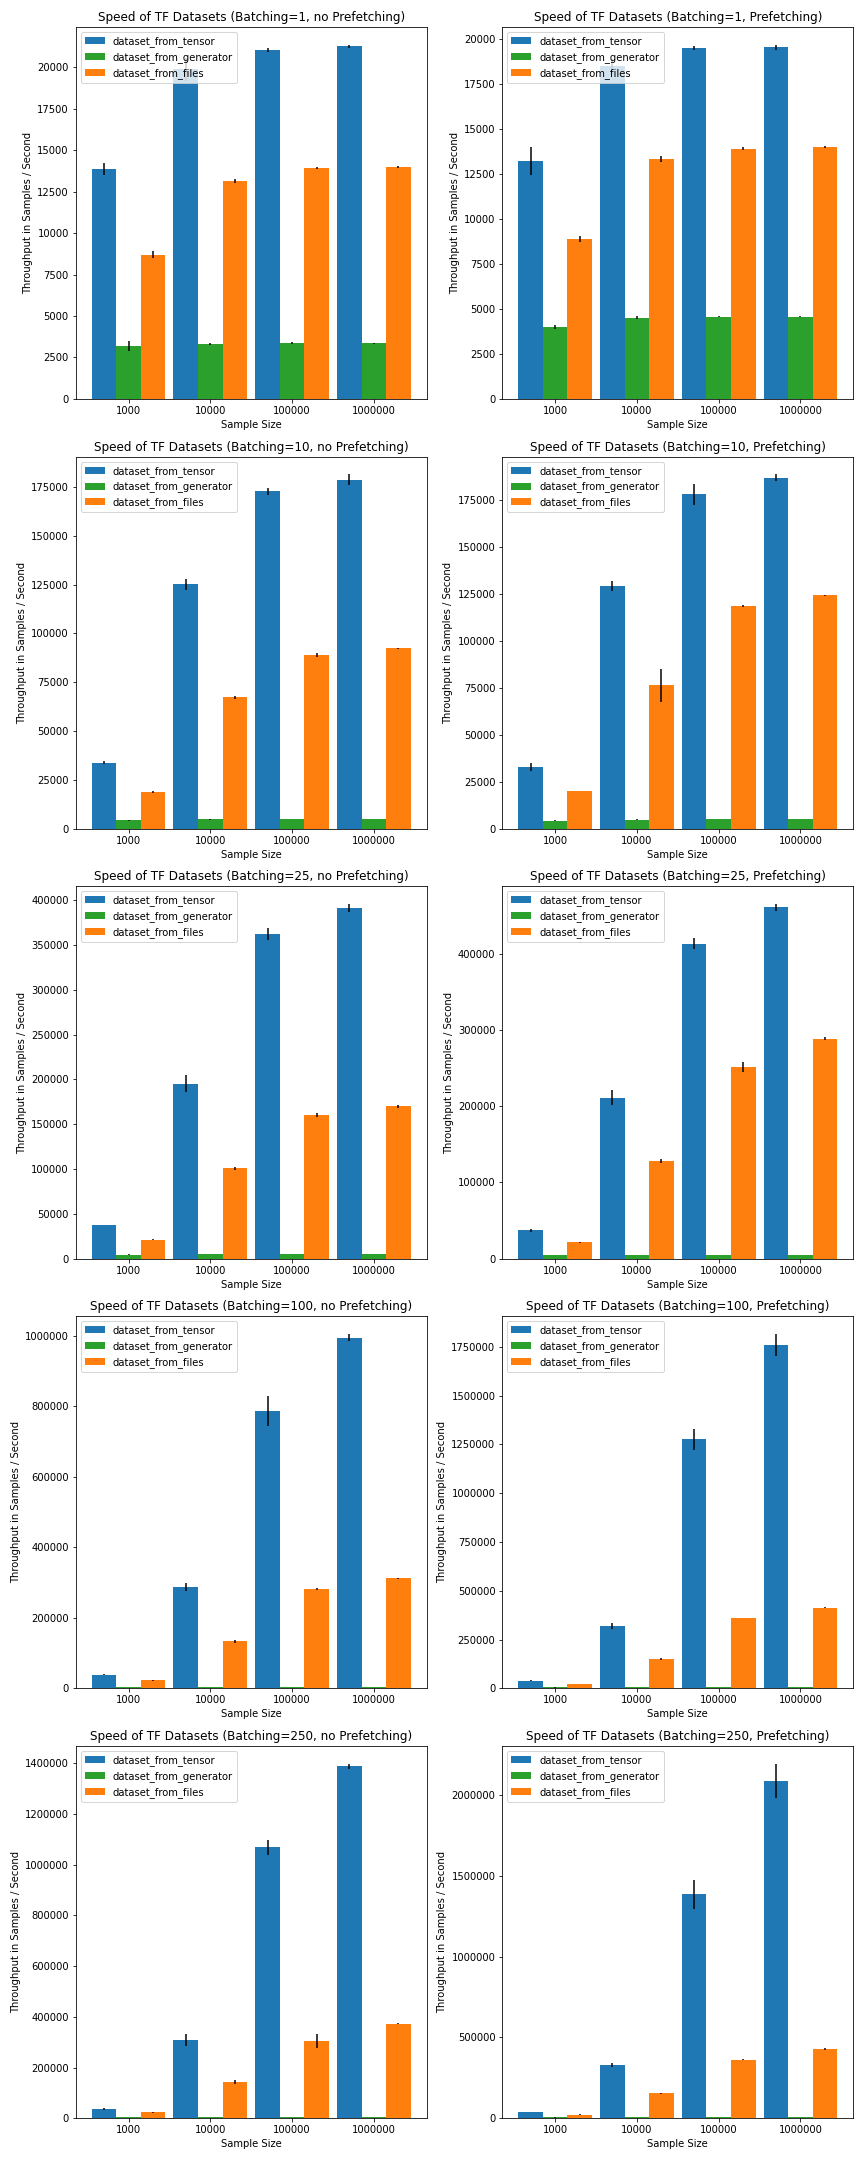 Speed of TF Datasets (Batching=1, no Prefetching)
dataset_from_tensor
dataset_from_generator
dataset_from_files
Throughput in Samples / Second
20000
17500
15000
12500
10000
7500
5000
2500
0
1000
10000
100000
1000000
Sample Size
Speed of TF Datasets (Batching=1, Prefetching)
dataset_from_tensor
dataset_from_generator
dataset_from_files
Throughput in Samples / Second
20000
17500
15000
12500
10000
7500
5000
2500
0
1000
10000
100000
1000000
Sample Size
Speed of TF Datasets (Batching=10, no Prefetching)
dataset_from_tensor
dataset_from_generator
dataset_from_files
Throughput in Samples / Second
175000
150000
125000
100000
75000
50000
25000
0
1000
10000
100000
1000000
Sample Size
Speed of TF Datasets (Batching=10, Prefetching)
dataset_from_tensor
dataset_from_generator
dataset_from_files
Throughput in Samples / Second
175000
150000
125000
100000
75000
50000
25000
0
1000
10000
100000
1000000
Sample Size
Speed of TF Datasets (Batching=25, no Prefetching)
dataset_from_tensor
dataset_from_generator
dataset_from_files
Throughput in Samples / Second
400000
350000
300000
250000
200000
150000
100000
50000
0
1000
10000
100000
1000000
Sample Size
Speed of TF Datasets (Batching=25, Prefetching)
dataset_from_tensor
dataset_from_generator
dataset_from_files
Throughput in Samples / Second
400000
300000
200000
100000
0
1000
10000
100000
1000000
Sample Size
Speed of TF Datasets (Batching=100, no Prefetching)
dataset_from_tensor
dataset_from_generator
dataset_from_files
Throughput in Samples / Second
1000000
800000
600000
400000
200000
0
1000
10000
100000
1000000
Sample Size
Speed of TF Datasets (Batching=100, Prefetching)
dataset_from_tensor
dataset_from_generator
dataset_from_files
Throughput in Samples / Second
1750000
1500000
1250000
1000000
750000
500000
250000
0
1000
10000
100000
1000000
Sample Size
Speed of TF Datasets (Batching=250, no Prefetching)
dataset_from_tensor
dataset_from_generator
dataset_from_files
Throughput in Samples / Second
1400000
1200000
1000000
800000
600000
400000
200000
0
1000
10000
100000
1000000
Sample Size
Speed of TF Datasets (Batching=250, Prefetching)
dataset_from_tensor
dataset_from_generator
dataset_from_files
Throughput in Samples / Second
2000000
1500000
1000000
500000
0
1000
10000
100000
1000000
Sample Size